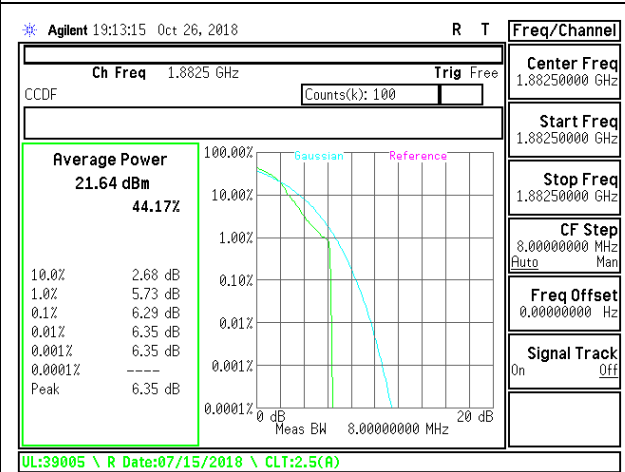 Agilent 19:13:15 Oct 26, 2018 R T
Ch Freq 1.8825 GHz Trig Free
CCDF Counts(k): 100
Average Power
21.64 dBm
44.17%
10.0% 2.68 dB
1.0% 5.73 dB
0.1% 6.29 dB
0.01% 6.35 dB
0.001% 6.35 dB
0.0001% ----
Peak 6.35 dB
Gaussian Reference
100.00%
10.00%
1.00%
0.10%
0.01%
0.001%
0.0001%
0 dB 20 dB
Meas BW 8.00000000 MHz
Freq/Channel
Center Freq
1.88250000 GHz
Start Freq
1.88250000 GHz
Stop Freq
1.88250000 GHz
CF Step
8.00000000 MHz
Auto Man
Freq Offset
0.00000000 Hz
Signal Track
On Off
UL:39005 \ R Date:07/15/2018 \ CLT:2.5(A)